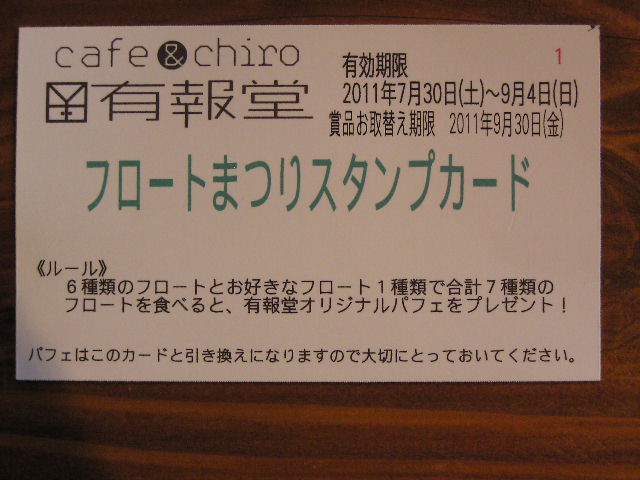 cafe&chiro
有報堂
1
有効期限
2011年7月30日(土)～9月4日(日)
賞品お取替え期限 2011年9月30日(金)
フロートまつりスタンプカード
《ルール》
６種類のフロートとお好きなフロート１種類で合計７種類の
フロートを食べると、有報堂オリジナルパフェをプレゼント！
パフェはこのカードと引き換えになりますので大切にとっておいてください。